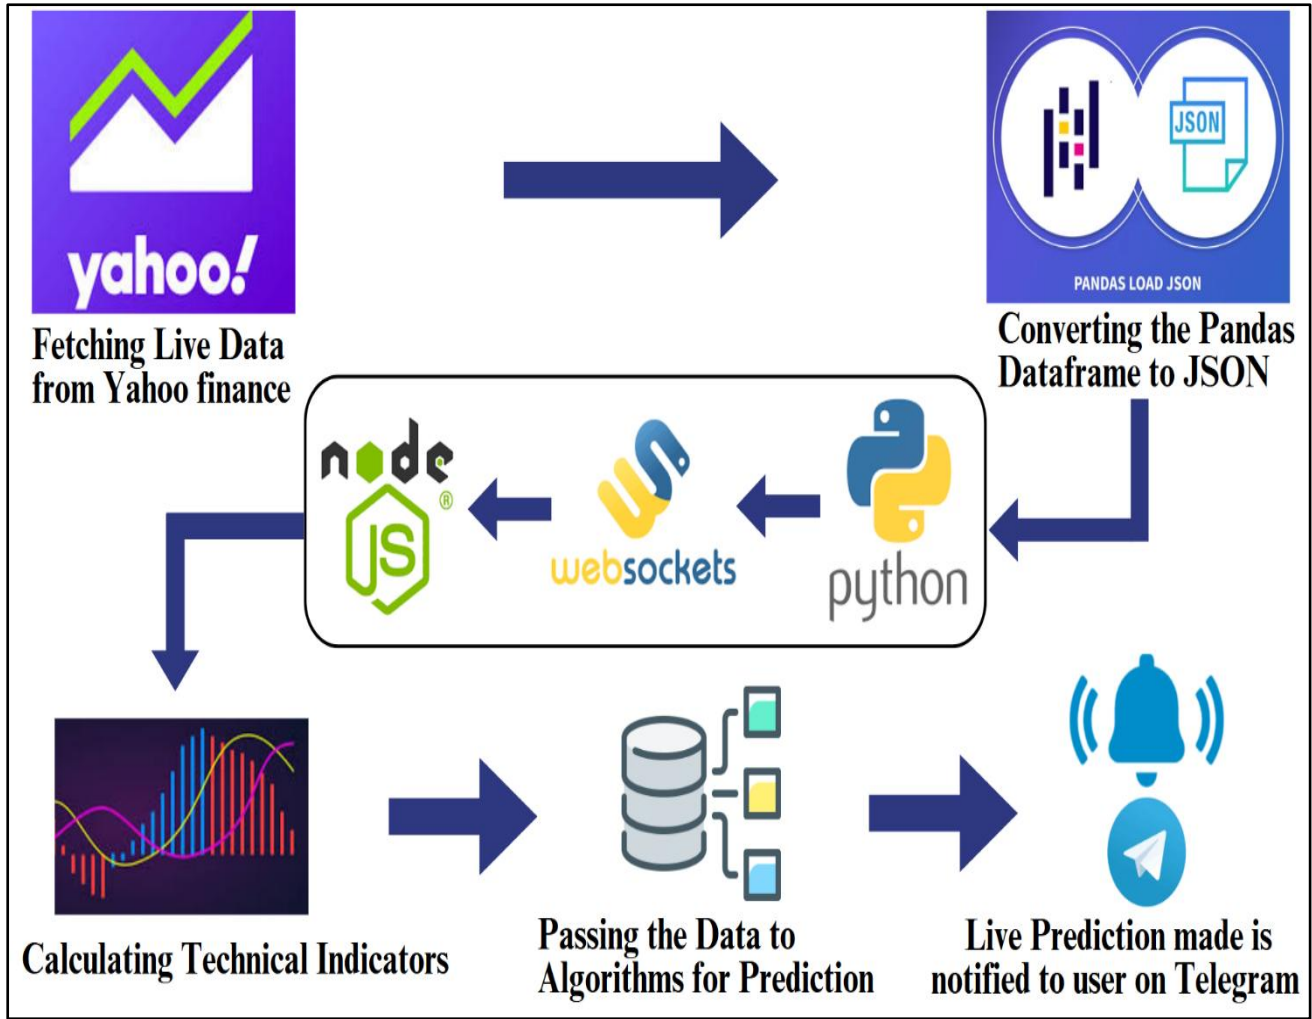 yahoo!
Fetching Live Data
from Yahoo finance
JSON
PANDAS LOAD JSON
Converting the Pandas
Dataframe to JSON
node
JS
®
websockets
python
Calculating Technical Indicators
Passing the Data to
Algorithms for Prediction
Live Prediction made is
notified to user on Telegram